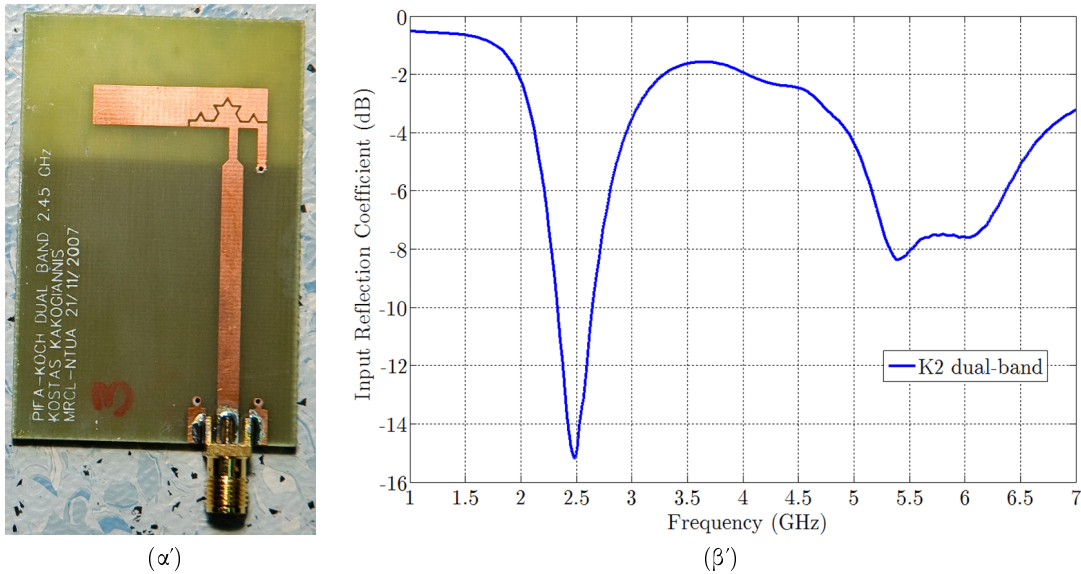 PIFA-KOCH DUAL BAND 2.45 GHz
KOSTAS KAKOGIANNIS
MRCL-NTUA 21/11/2007
3
(α′)
0
-2
-4
-6
-8
-10
-12
-14
-16
Input Reflection Coefficient (dB)
K2 dual-band
1 1.5 2 2.5 3 3.5 4 4.5 5 5.5 6 6.5 7
Frequency (GHz)
(β′)